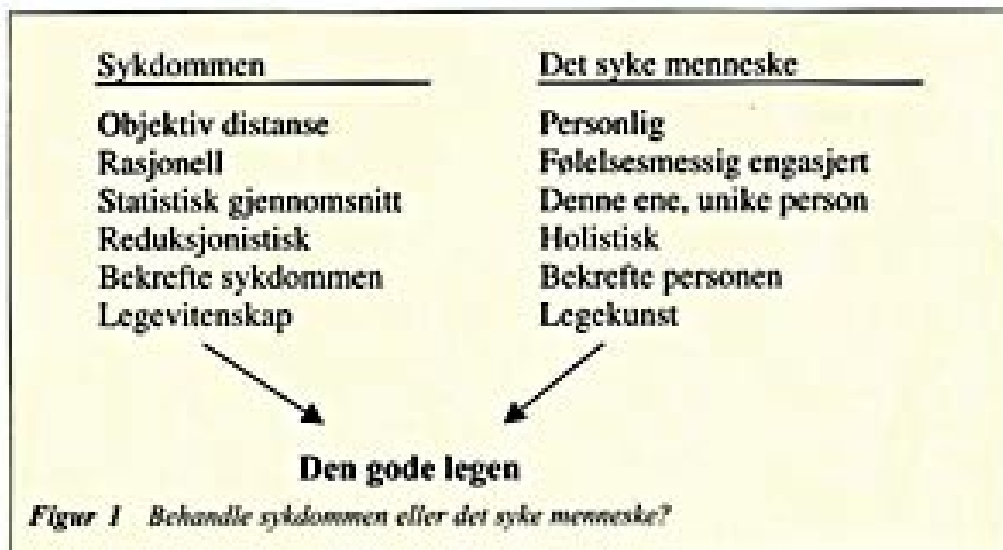 Sykdommen
Objektiv distanse
Rasjonell
Statistisk gjennomsnitt
Reduksjonistisk
Bekrefte sykdommen
Legevitenskap
Det syke menneske
Personlig
Følelsesmessig engasjert
Denne ene, unike person
Holistisk
Bekrefte personen
Legekunst
Den gode legen
Figur 1 Behandle sykdommen eller det syke menneske?